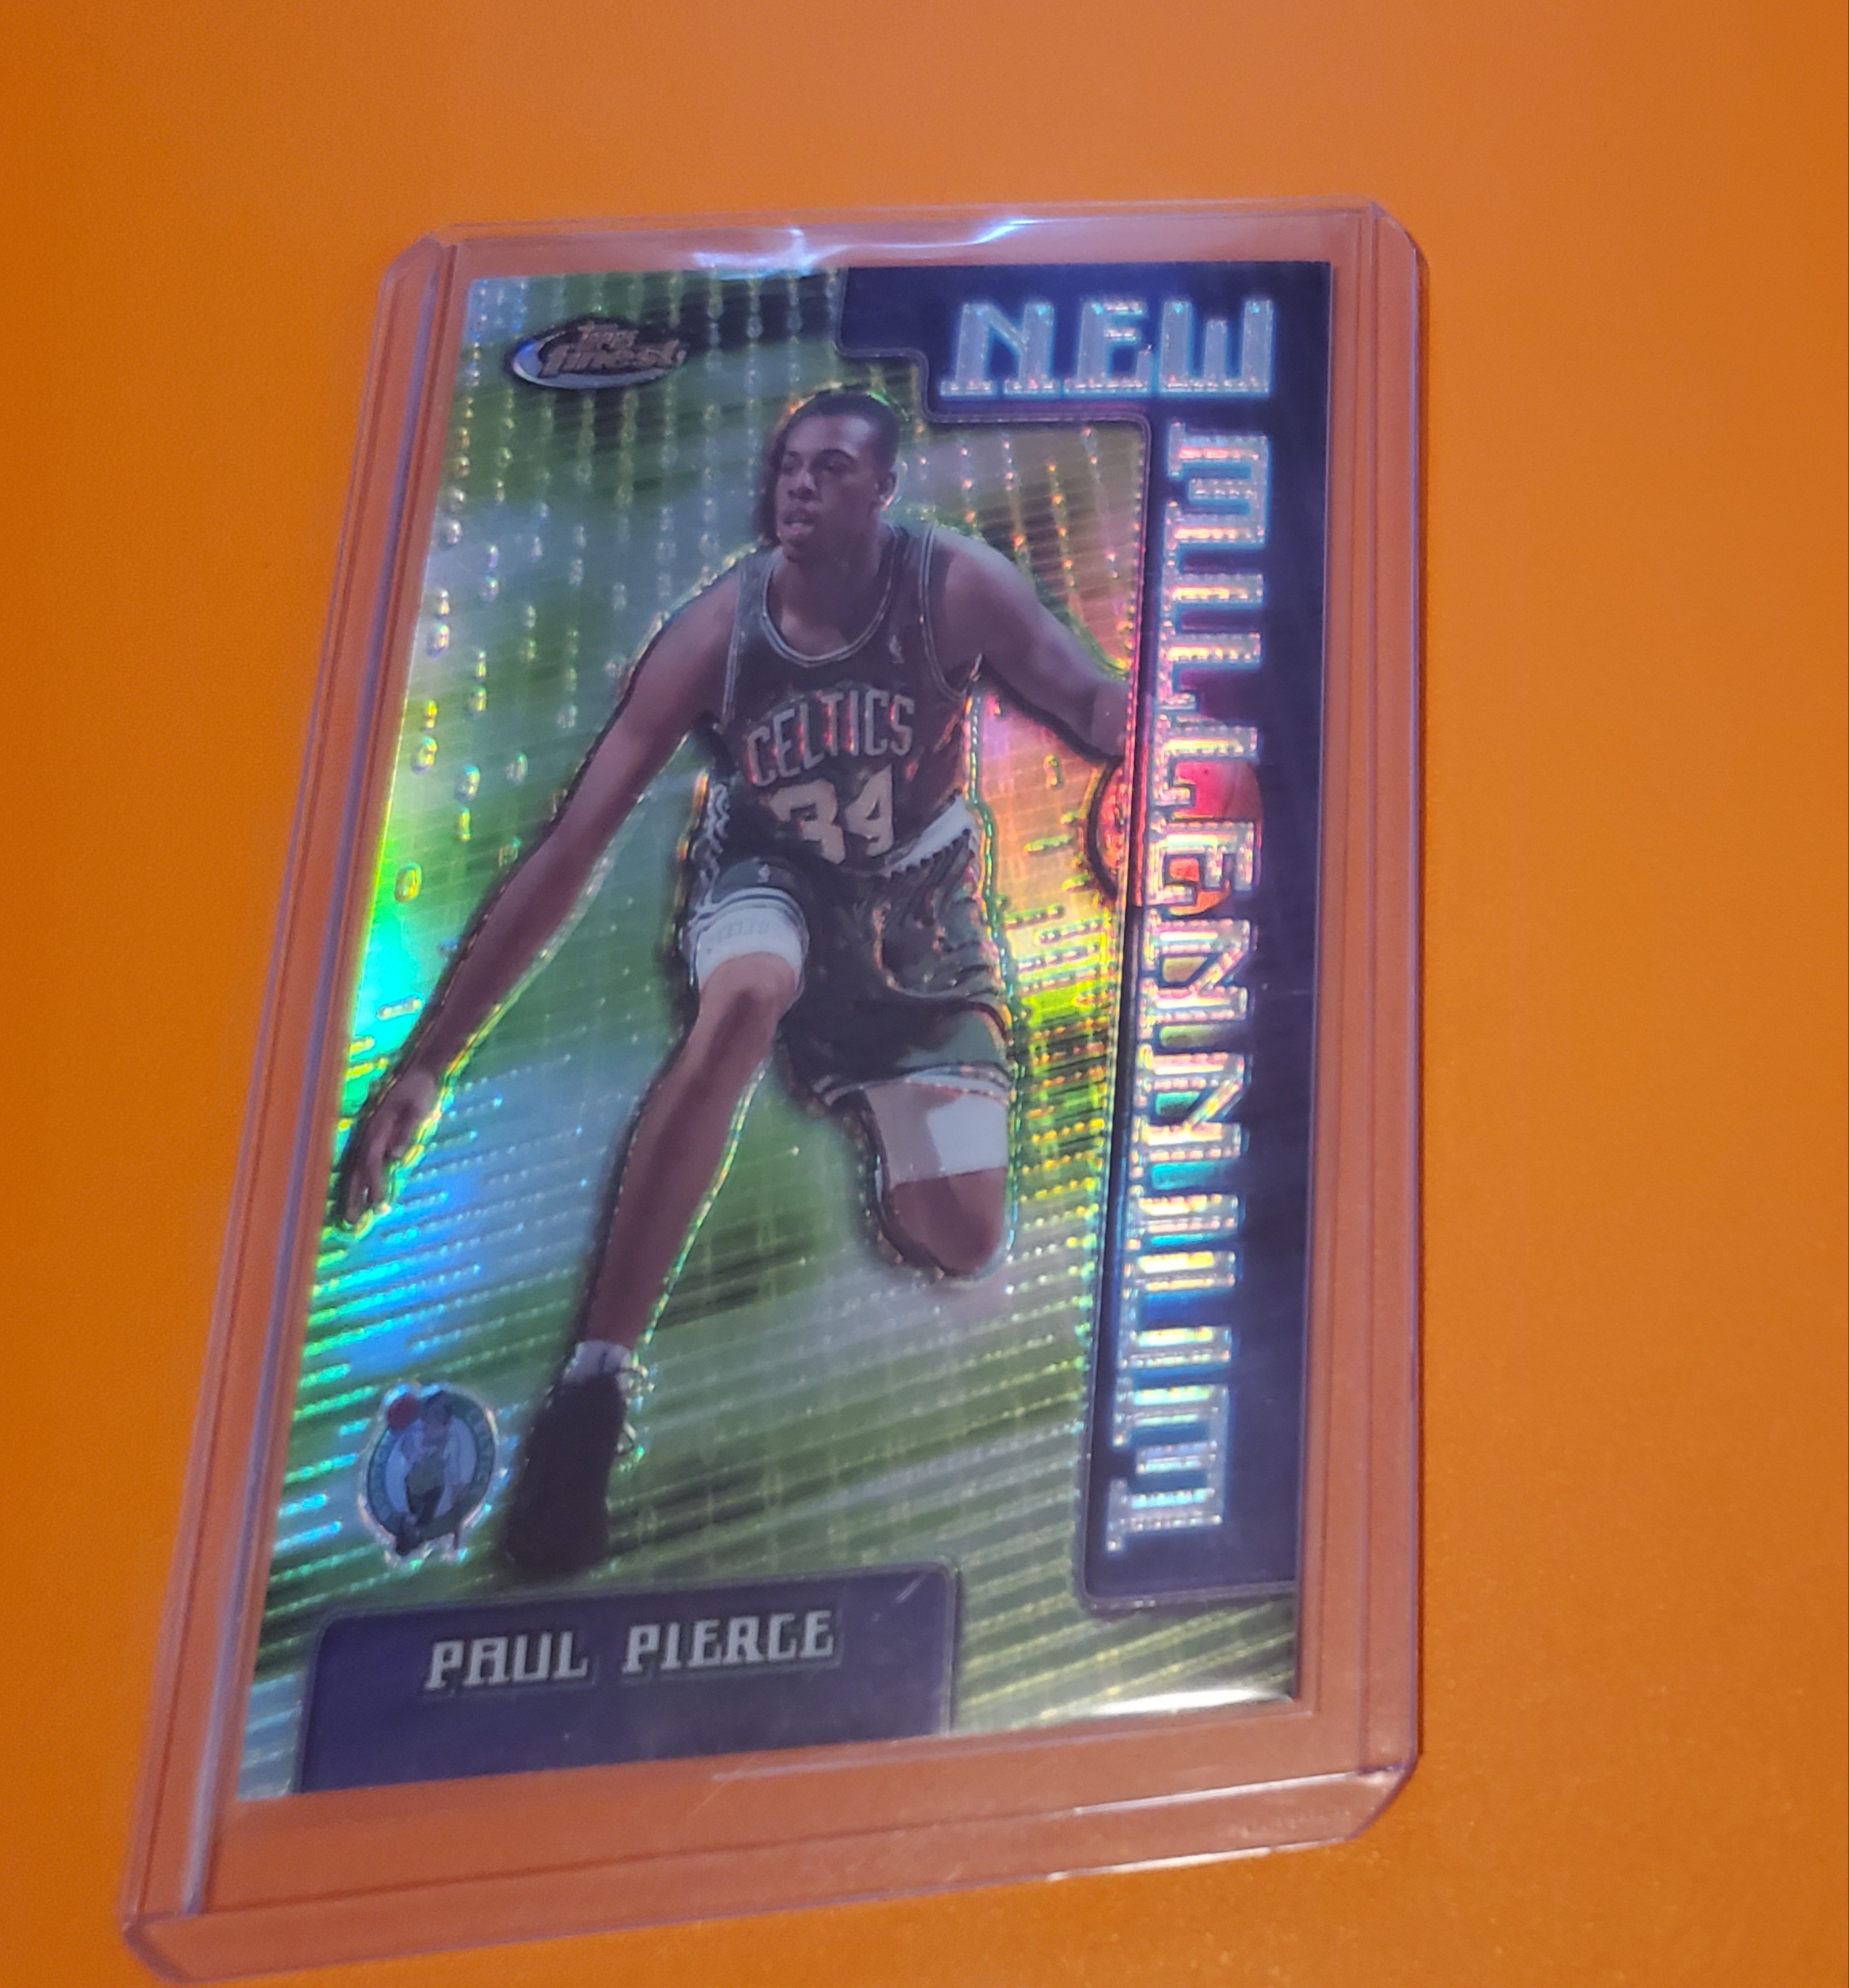 Topps
Finest
NEW
MILLENNIUM
CELTICS
34
PAUL PIERCE